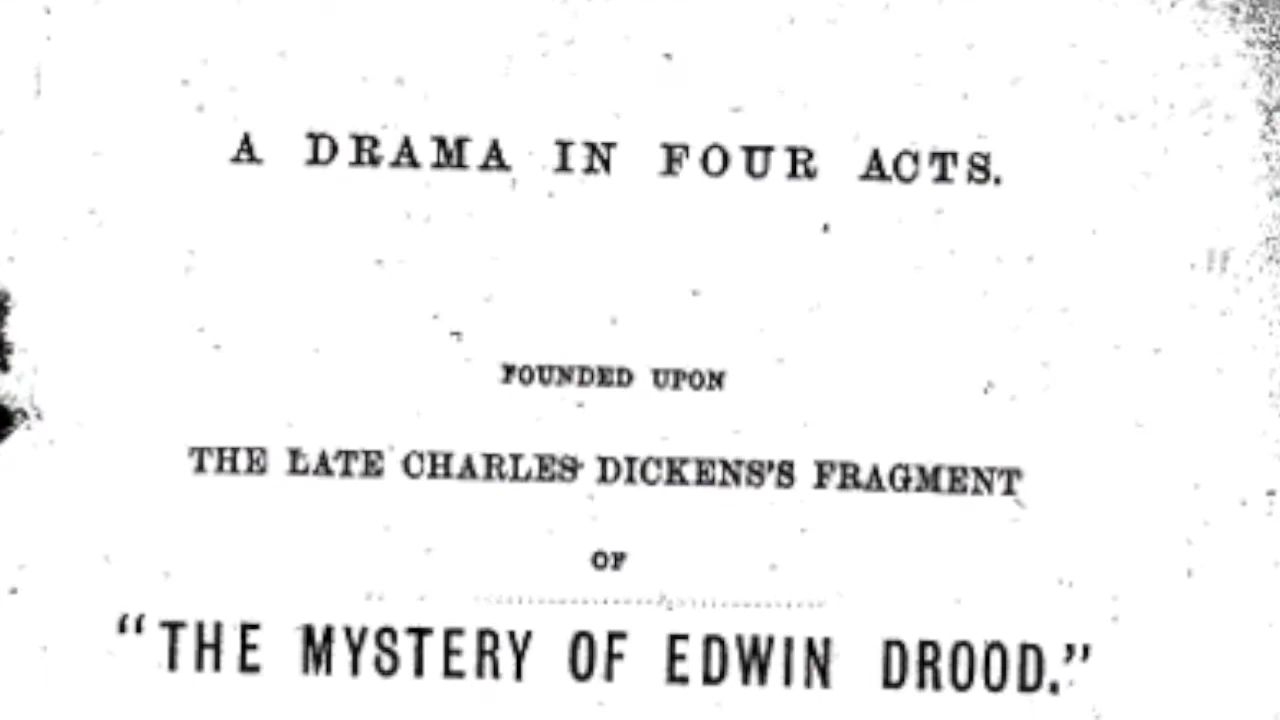 A DRAMA IN FOUR ACTS.
FOUNDED UPON
THE LATE CHARLES DICKENS'S FRAGMENT
OF
“THE MYSTERY OF EDWIN DROOD.”